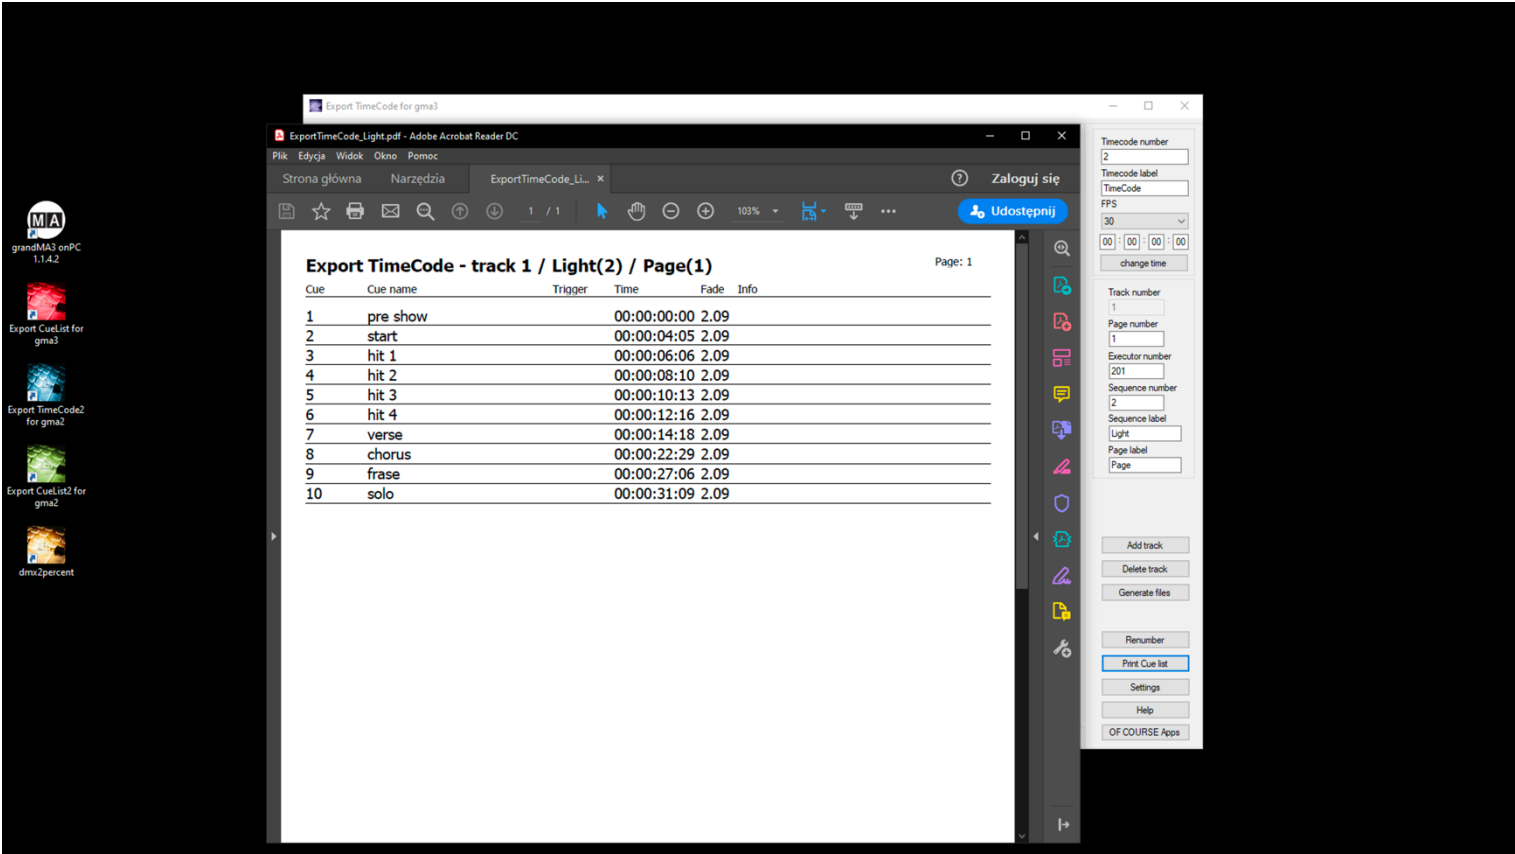 Export TimeCode for gma3
ExportTimeCode_Light.pdf - Adobe Acrobat Reader DC
Plik Edycja Widok Okno Pomoc
Strona główna Narzędzia ExportTimeCode_Li... × Zaloguj się
1 / 1 103% Udostępnij
Export TimeCode - track 1 / Light(2) / Page(1) Page: 1
Cue Cue name Trigger Time Fade Info
1 pre show 00:00:00:00 2.09
2 start 00:00:04:05 2.09
3 hit 1 00:00:06:06 2.09
4 hit 2 00:00:08:10 2.09
5 hit 3 00:00:10:13 2.09
6 hit 4 00:00:12:16 2.09
7 verse 00:00:14:18 2.09
8 chorus 00:00:22:29 2.09
9 frase 00:00:27:06 2.09
10 solo 00:00:31:09 2.09
Timecode number
2
Timecode label
TimeCode
FPS
30
00 : 00 : 00 : 00
change time
Track number
1
Page number
1
Executor number
201
Sequence number
2
Sequence label
Light
Page label
Page
Add track
Delete track
Generate files
Renumber
Print Cue list
Settings
Help
OF COURSE Apps
MA
grandMA3 onPC
1.1.4.2
Export CueList for
gma3
Export TimeCode2
for gma2
Export CueList2 for
gma2
dmx2percent